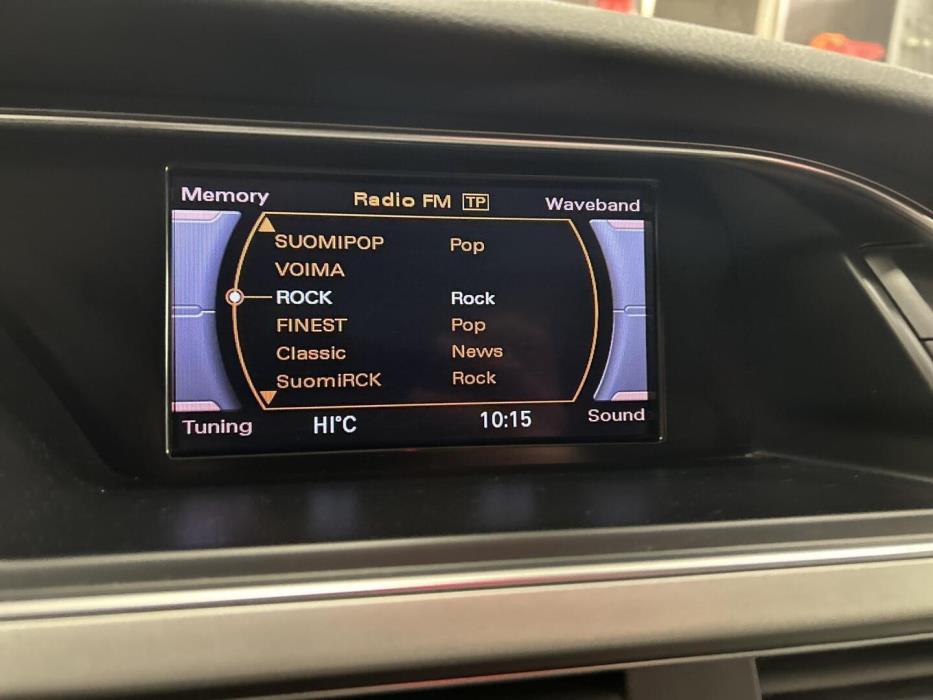 Memory Radio FM TP Waveband
SUOMIPOP Pop
VOIMA
ROCK Rock
FINEST Pop
Classic News
SuomiRCK Rock
Tuning HI°C 10:15 Sound